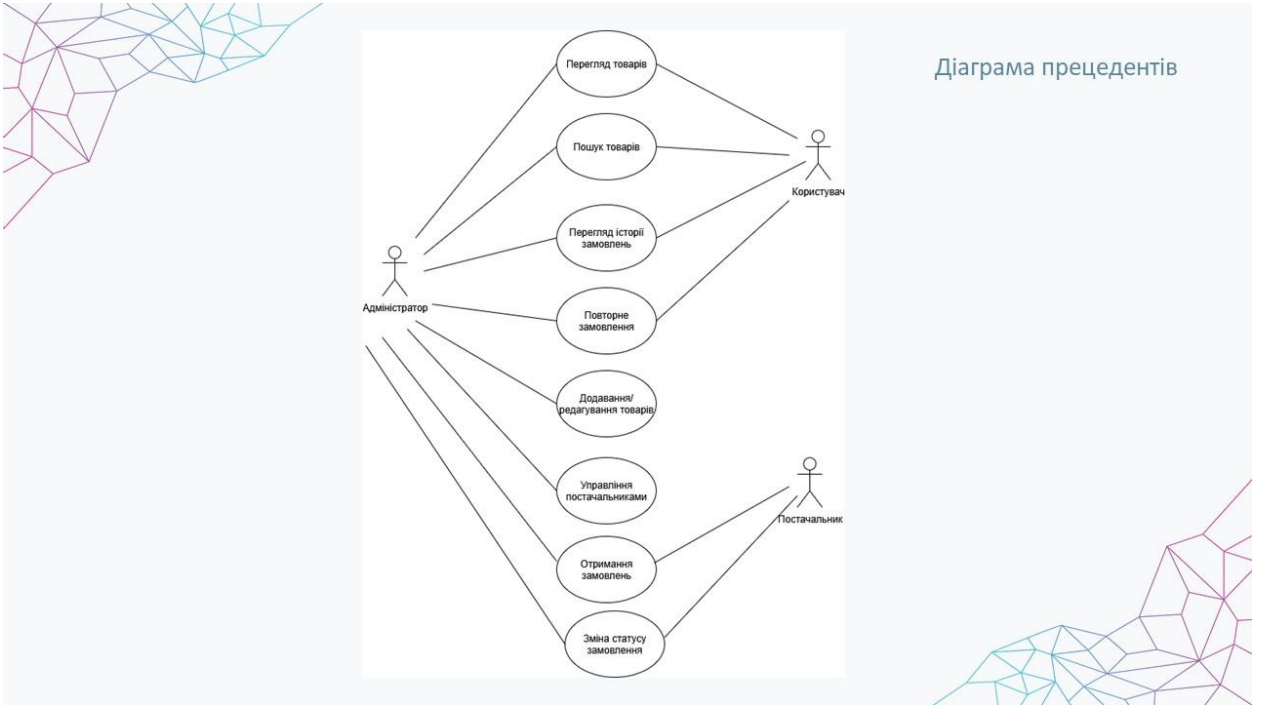 Діаграма прецедентів
Перегляд товарів
Пошук товарів
Користувач
Перегляд історії
замовлень
Адміністратор
Повторне
замовлення
Додавання/
редагування товарів
Управління
постачальниками
Постачальник
Отримання
замовлень
Зміна статусу
замовлення